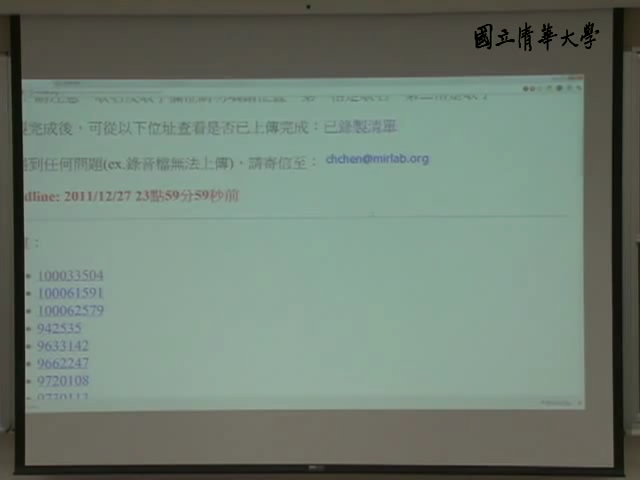 國立清華大學
完成後，可從以下位址查看是否已上傳完成：已錄製清單
到任何問題(ex.錄音檔無法上傳)，請寄信至： chchen@mirlab.org
dline: 2011/12/27 23點59分59秒前
：
100033504
100061591
100062579
942535
9633142
9662247
9720108